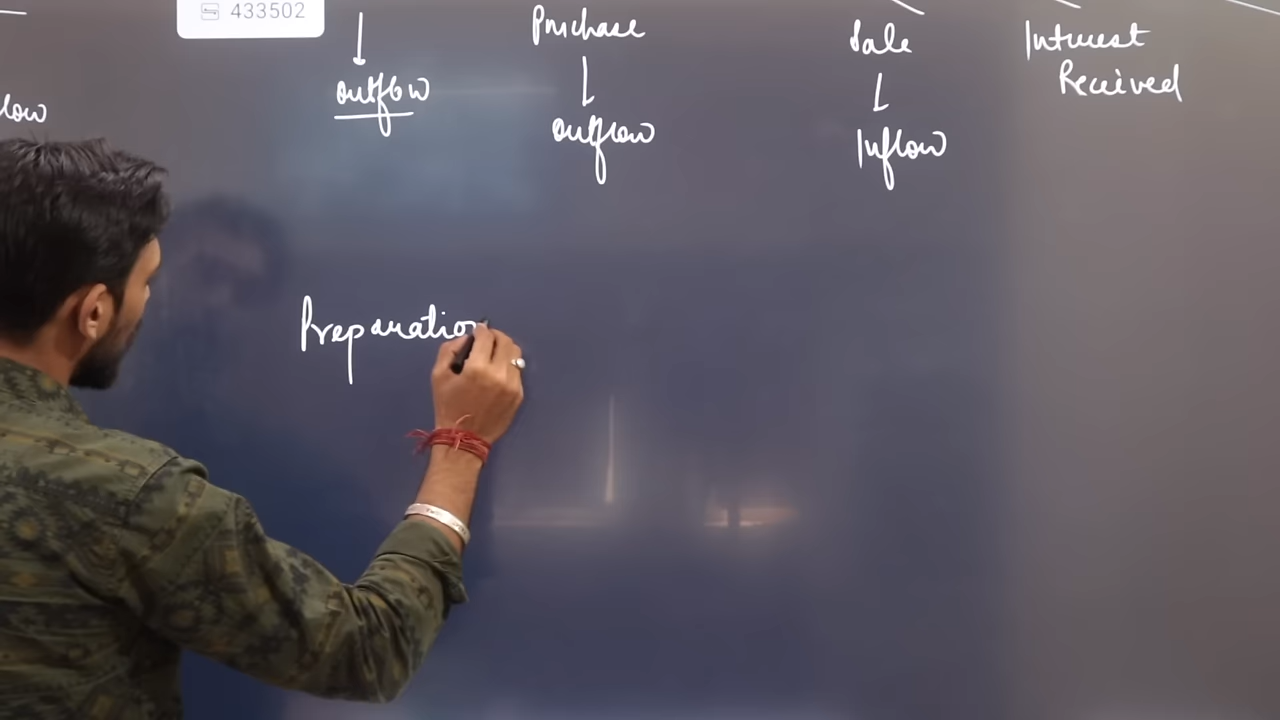 433502
Purchase
Sale
Interest
Received
outflow
outflow
Inflow
low
Preparation